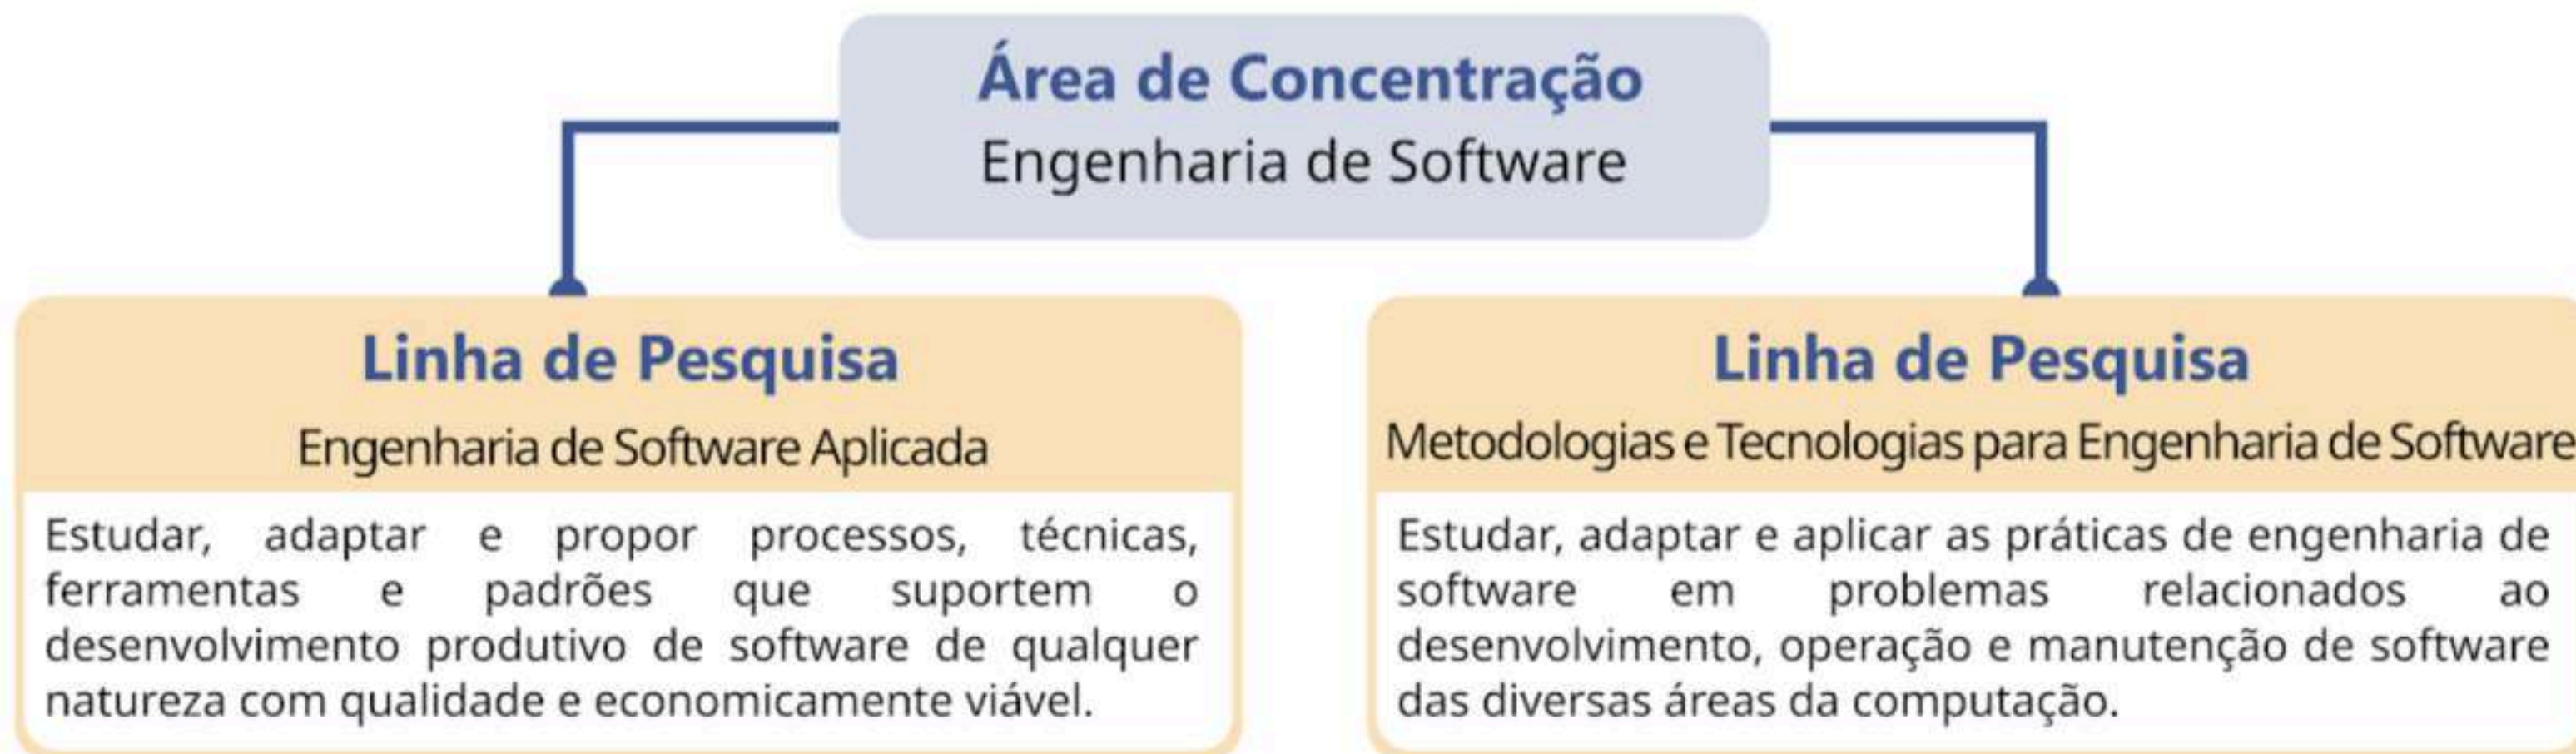 Área de Concentração
Engenharia de Software
Linha de Pesquisa
Engenharia de Software Aplicada
Estudar, adaptar e propor processos, técnicas,
ferramentas e padrões que suportem o
desenvolvimento produtivo de software de qualquer
natureza com qualidade e economicamente viável.
Linha de Pesquisa
Metodologias e Tecnologias para Engenharia de Software
Estudar, adaptar e aplicar as práticas de engenharia de
software em problemas relacionados ao
desenvolvimento, operação e manutenção de software
das diversas áreas da computação.